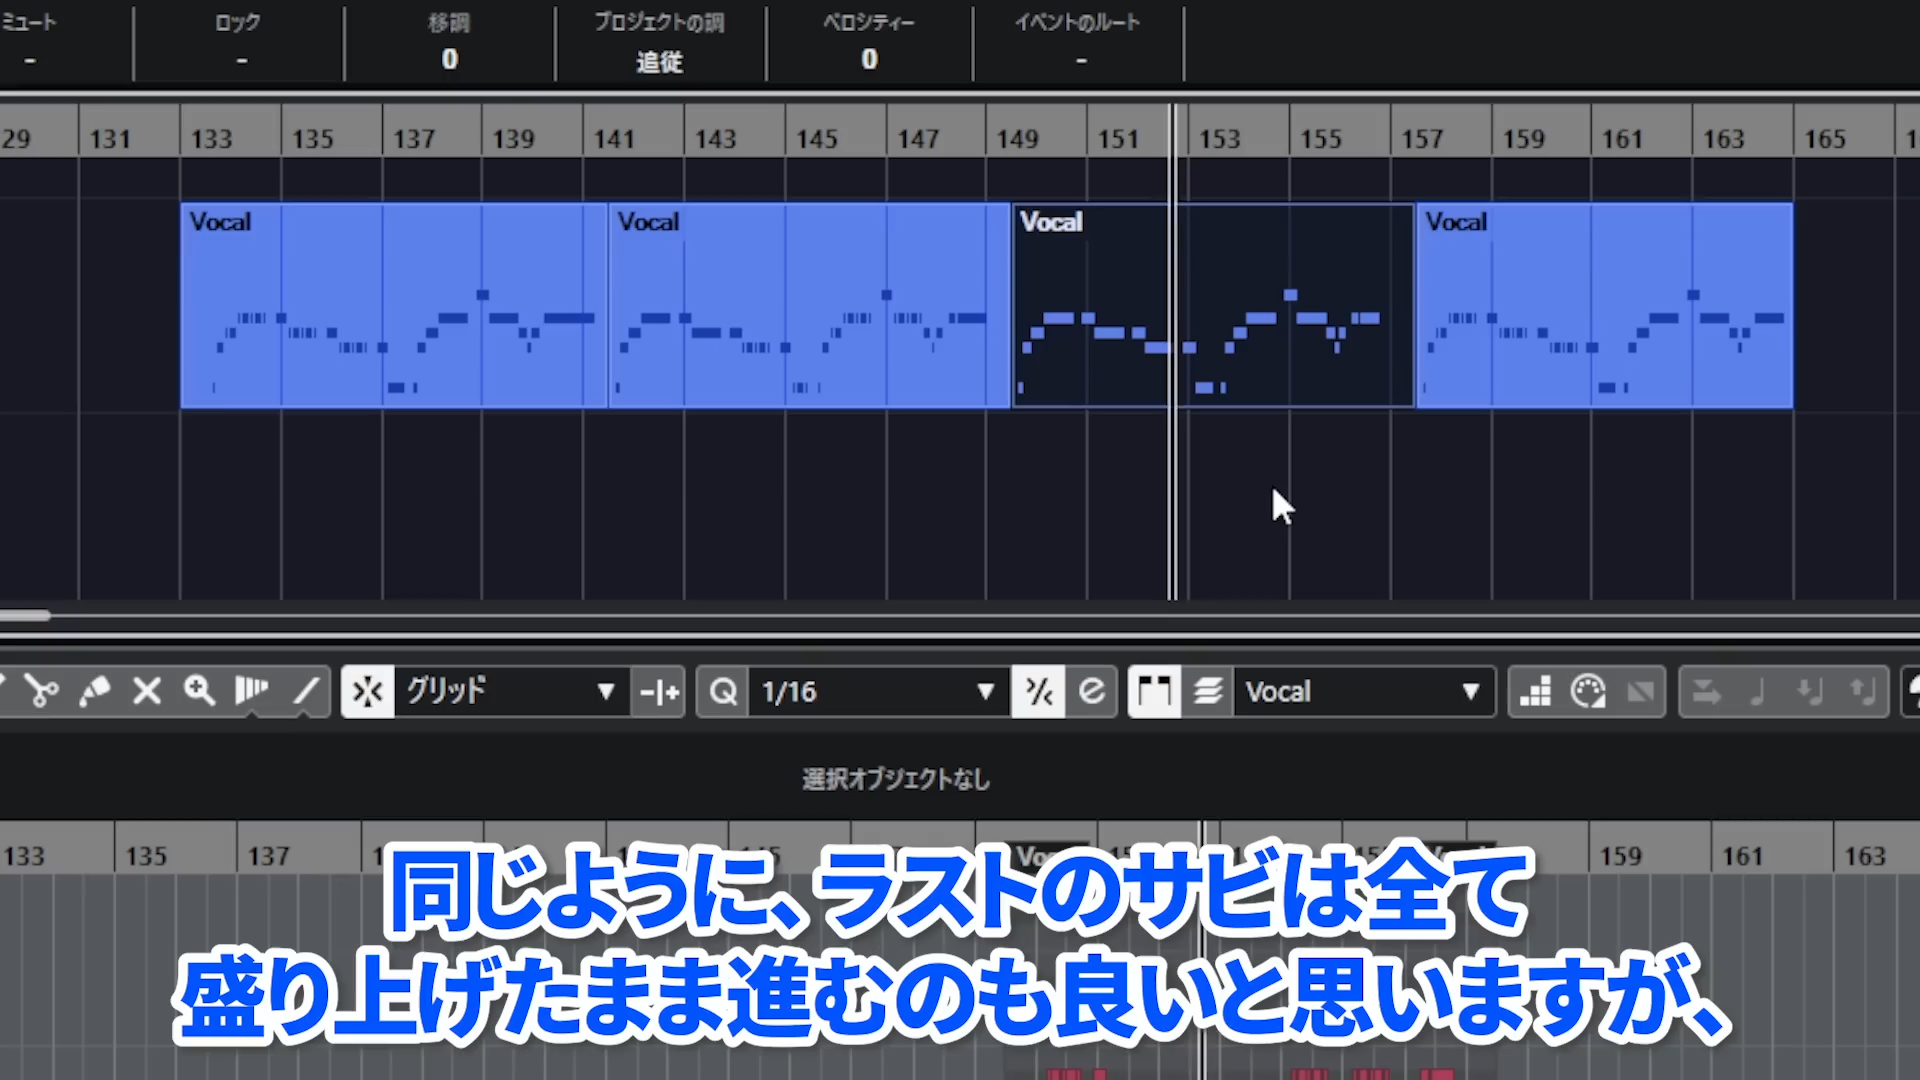 ミュート ロック 移調 プロジェクトの調 ベロシティー イベントのルート
- - 0 追従 0 -
29 131 133 135 137 139 141 143 145 147 149 151 153 155 157 159 161 163 165
Vocal Vocal Vocal Vocal
グリッド 1/16 Vocal
選択オブジェクトなし
133 135 137 159 161 163
同じように、ラストのサビは全て
盛り上げたまま進むのも良いと思いますが、